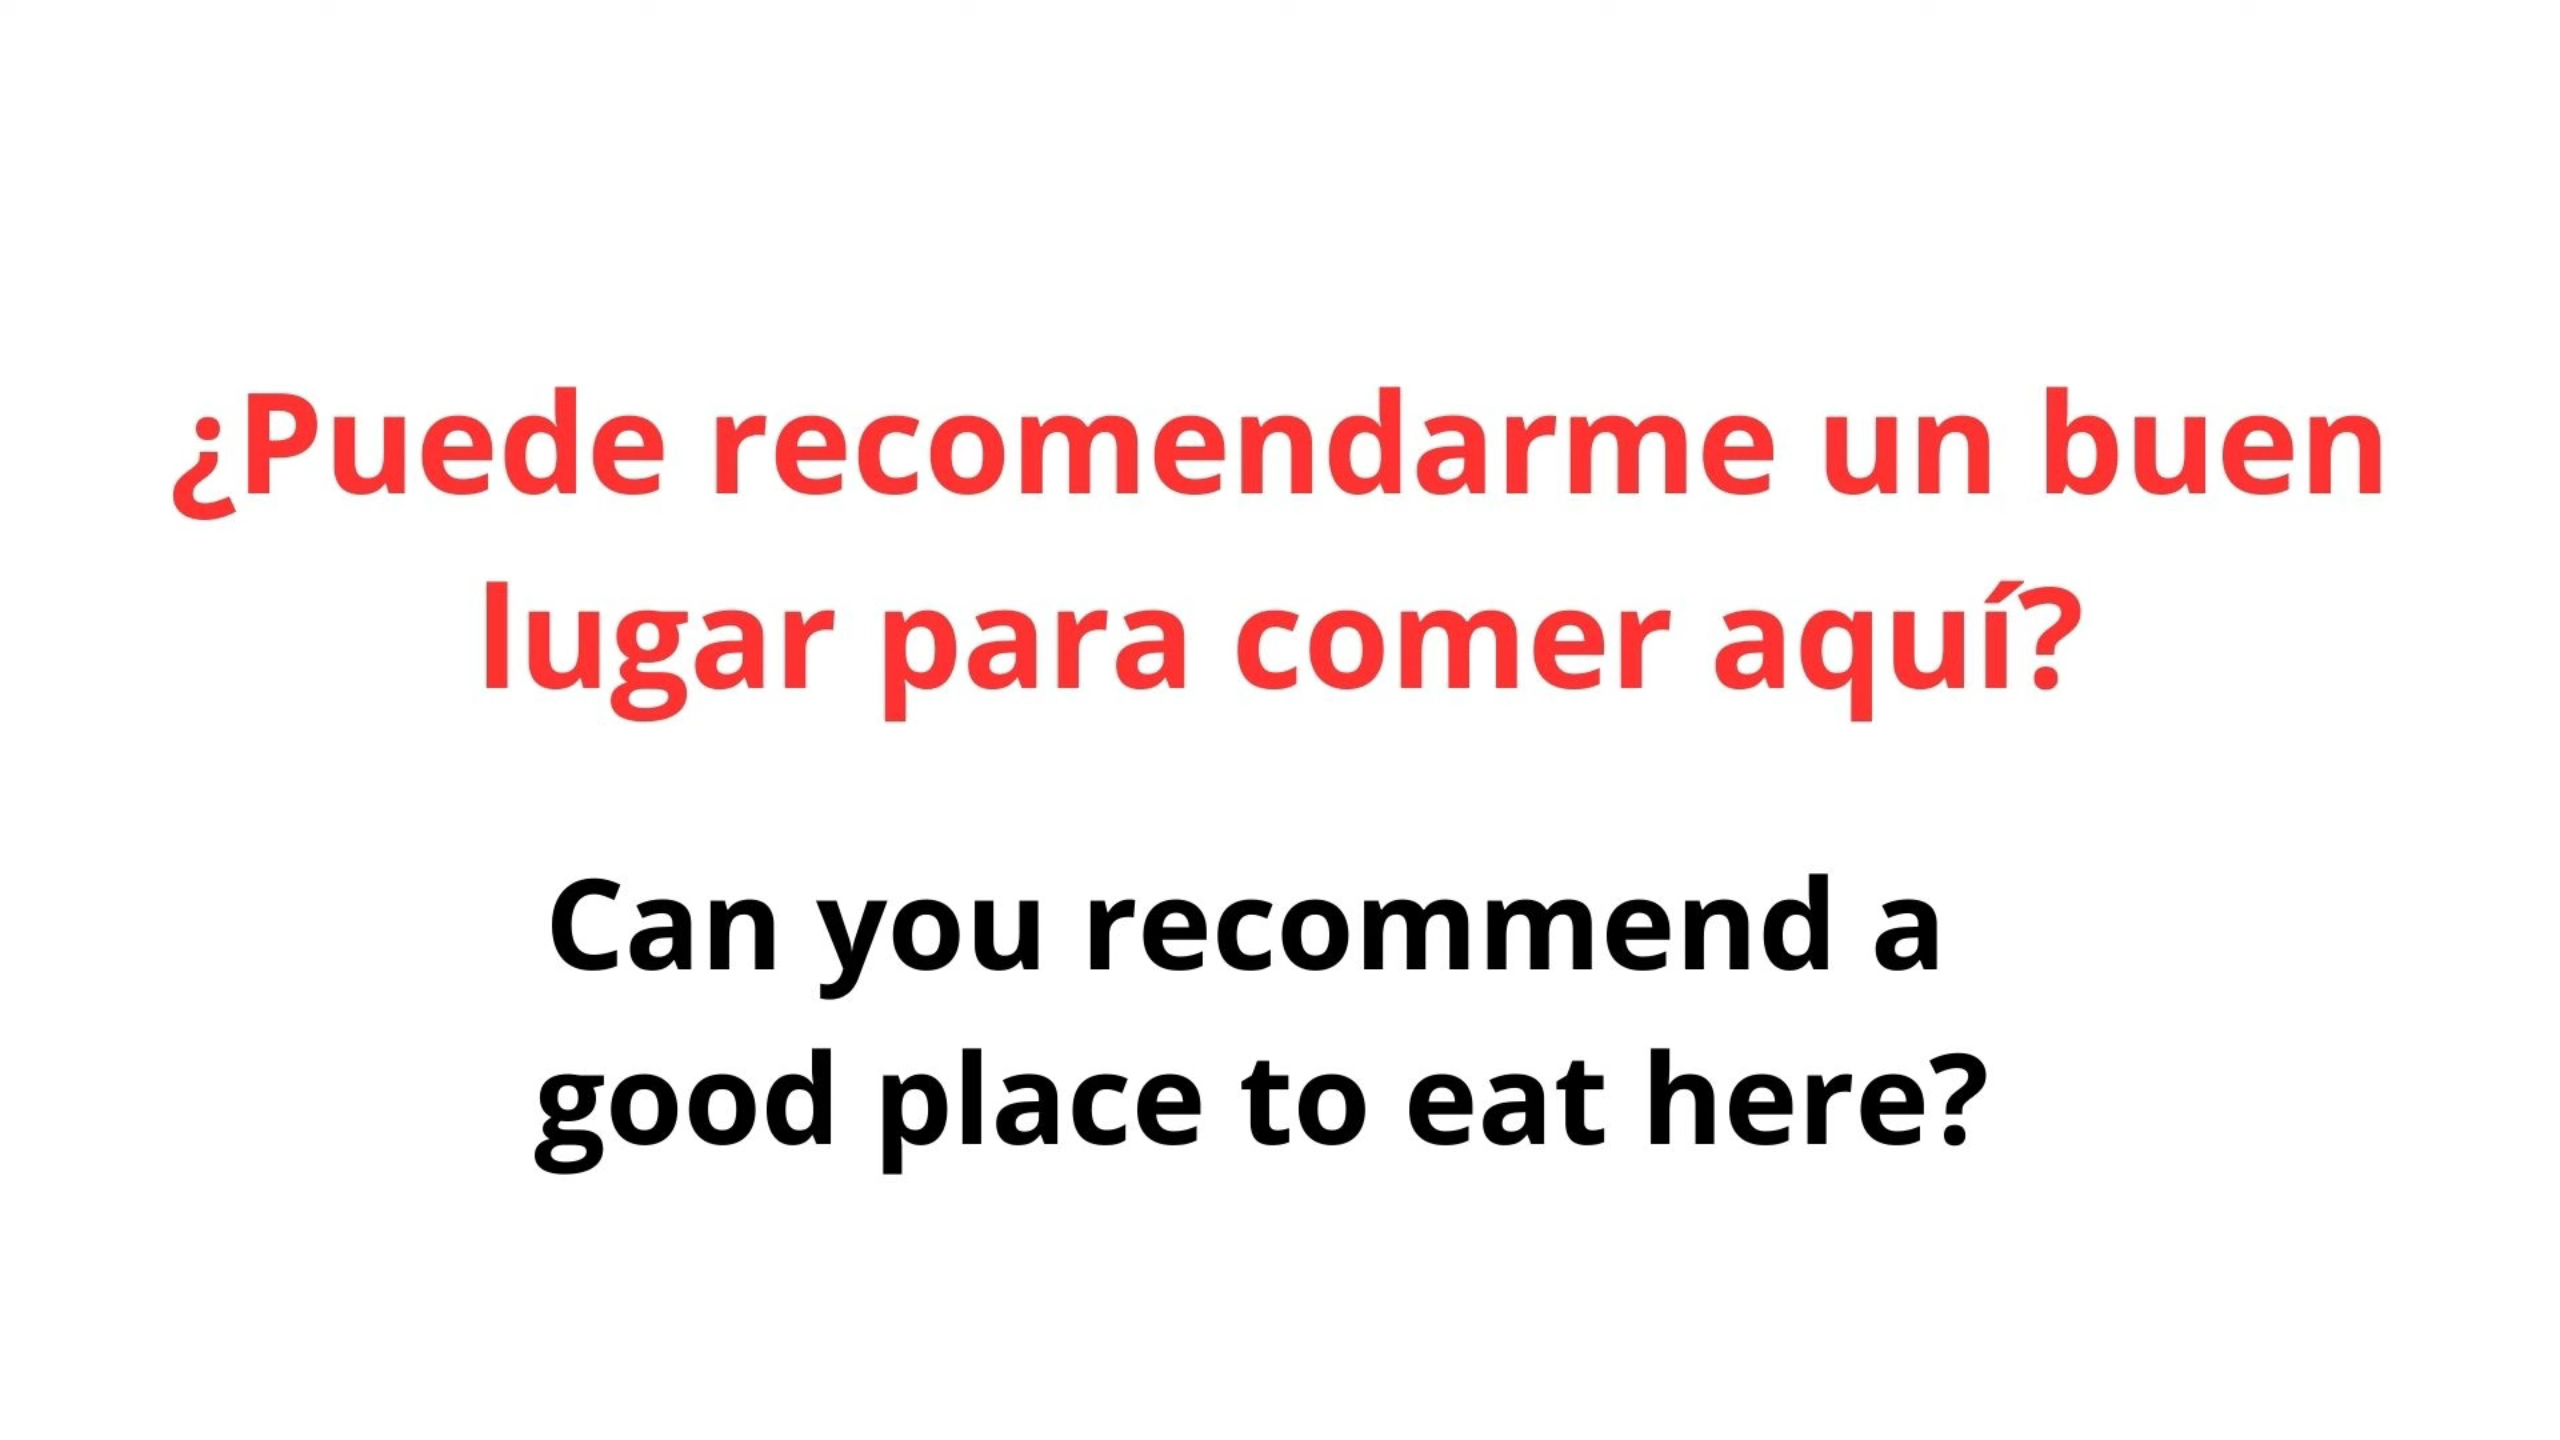 ¿Puede recomendarme un buen
lugar para comer aquí?
Can you recommend a
good place to eat here?